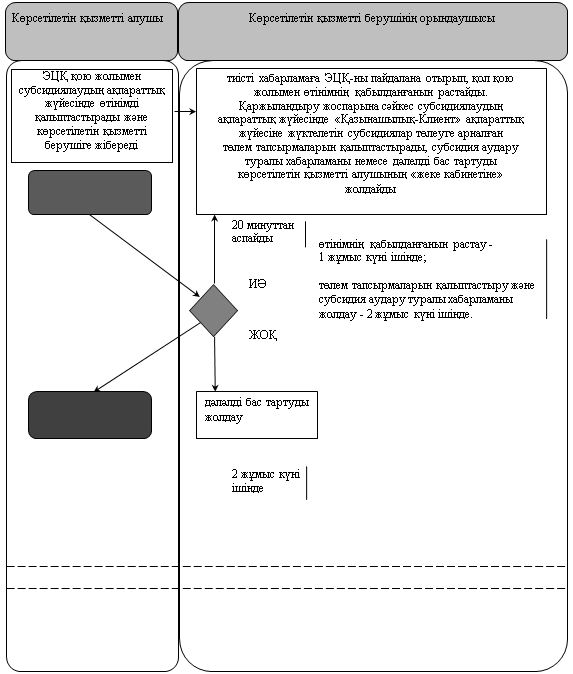 Көрсетілетін қызметті алушы
Көрсетілетін қызметті берушінің орындаушысы
ЭЦҚ қою жолымен
субсидиялаудың ақпараттық
жүйесінде өтінімді
қалыптастырады және
көрсетілетін қызметті
берушіге жібереді
тиісті хабарламаға ЭЦҚ-ны пайдалана отырып, қол қою
жолымен өтінімнің қабылданғанын растайды.
Қаржыландыру жоспарына сәйкес субсидиялаудың
ақпараттық жүйесінде «Қазынашылық-Клиент» ақпараттық
жүйесіне жүктелетін субсидиялар төлеуге арналған
төлем тапсырмаларын қалыптастырады, субсидия аудару
туралы хабарламаны немесе дәлелді бас тартуды
көрсетілетін қызметті алушының «жеке кабинетіне»
жолдайды
20 минуттан
аспайды
өтінімнің қабылданғанын растау -
1 жұмыс күні ішінде;
төлем тапсырмаларын қалыптастыру және
субсидия аудару туралы хабарламаны
жолдау - 2 жұмыс күні ішінде.
ИӘ
ЖОҚ
дәлелді бас тартуды
жолдау
2 жұмыс күні
ішінде